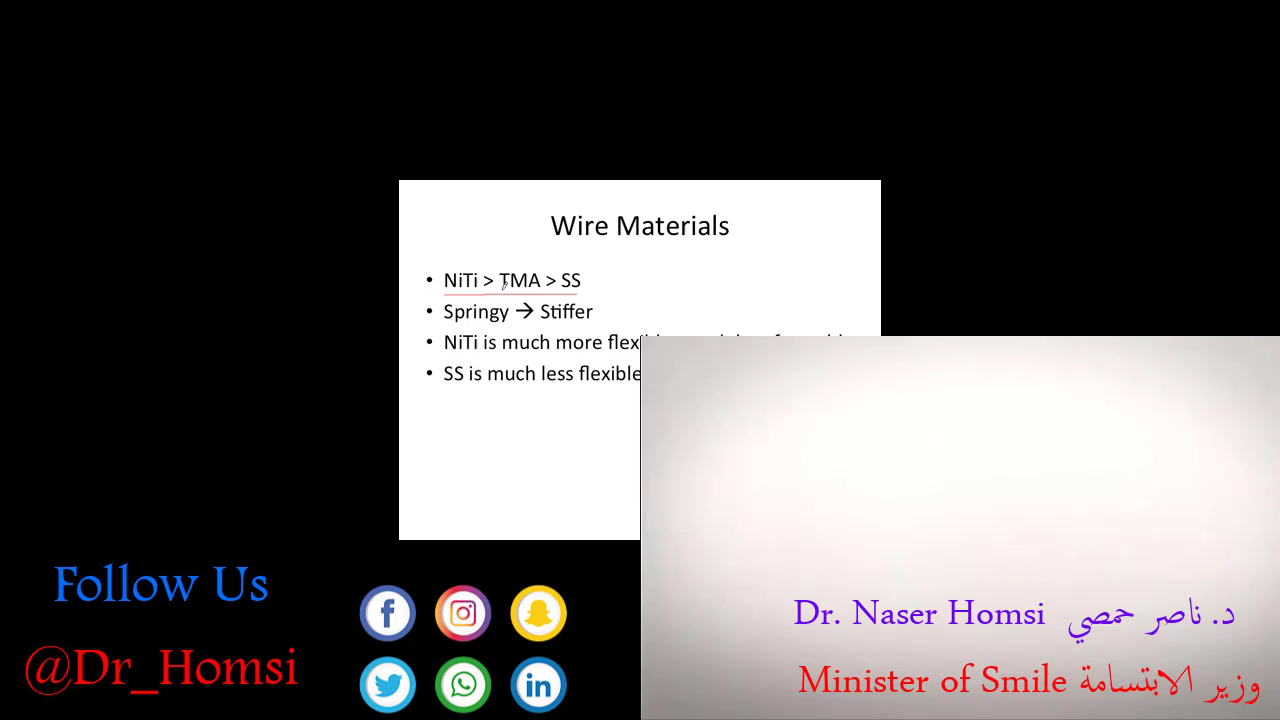 Wire Materials
• NiTi > TMA > SS
• Springy → Stiffer
• NiTi is much more
• SS is much less flexible
Follow Us
@Dr_Homsi
Dr. Naser Homsi د. ناصر حمصي
Minister of Smile وزير الابتسامة